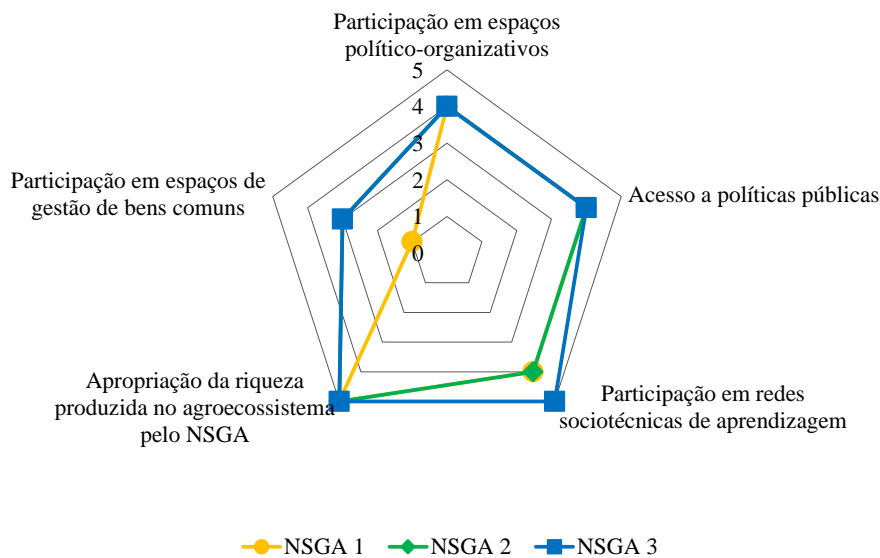 Participação em espaços
político-organizativos
5
4
3
2
1
0
Acesso a políticas públicas
Participação em redes
sociotécnicas de aprendizagem
Apropriação da riqueza
produzida no agroecossistema
pelo NSGA
Participação em espaços de
gestão de bens comuns
NSGA 1
NSGA 2
NSGA 3